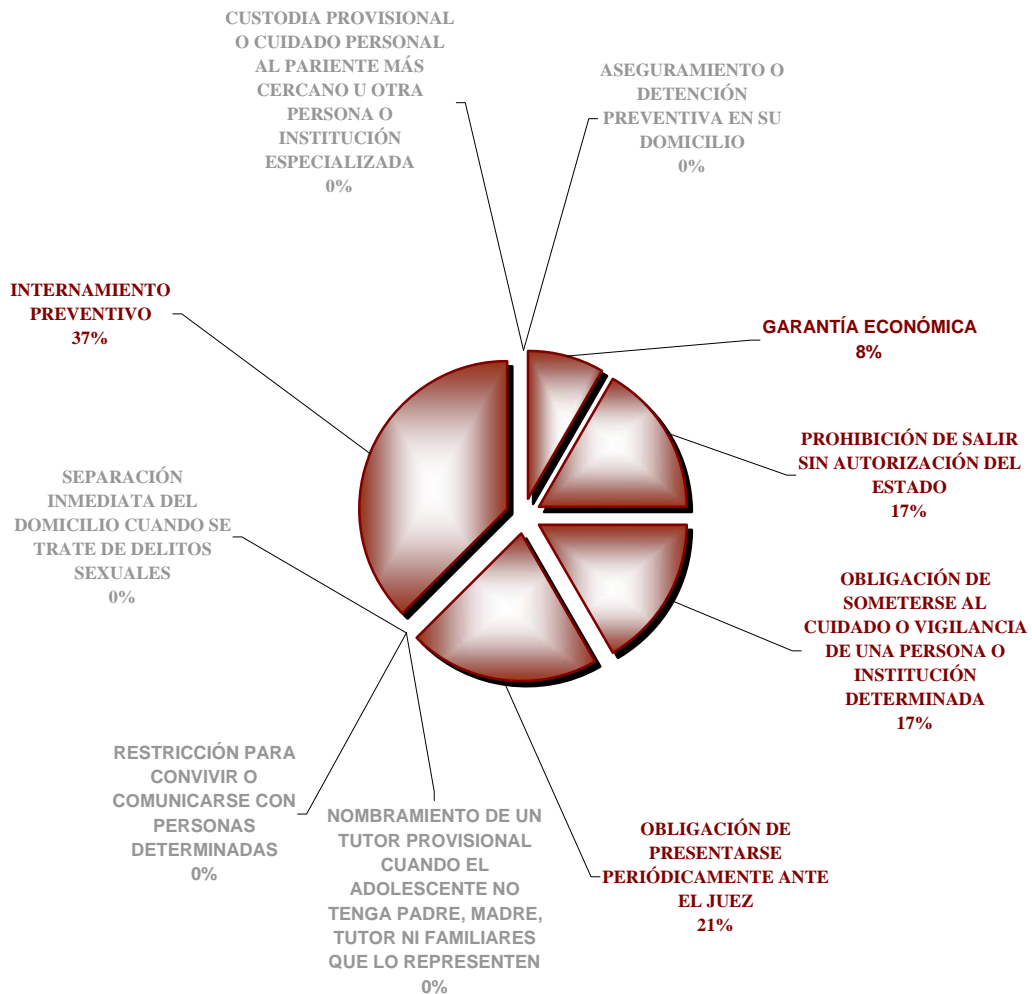 CUSTODIA PROVISIONAL
O CUIDADO PERSONAL
AL PARIENTE MÁS
CERCANO U OTRA
PERSONA O
INSTITUCIÓN
ESPECIALIZADA
0%
ASEGURAMIENTO O
DETENCIÓN
PREVENTIVA EN SU
DOMICILIO
0%
INTERNAMIENTO
PREVENTIVO
37%
GARANTÍA ECONÓMICA
8%
PROHIBICIÓN DE SALIR
SIN AUTORIZACIÓN DEL
ESTADO
17%
SEPARACIÓN
INMEDIATA DEL
DOMICILIO CUANDO SE
TRATE DE DELITOS
SEXUALES
0%
OBLIGACIÓN DE
SOMETERSE AL
CUIDADO O VIGILANCIA
DE UNA PERSONA O
INSTITUCIÓN
DETERMINADA
17%
RESTRICCIÓN PARA
CONVIVIR O
COMUNICARSE CON
PERSONAS
DETERMINADAS
0%
NOMBRAMIENTO DE UN
TUTOR PROVISIONAL
CUANDO EL
ADOLESCENTE NO
TENGA PADRE, MADRE,
TUTOR NI FAMILIARES
QUE LO REPRESENTEN
0%
OBLIGACIÓN DE
PRESENTARSE
PERIÓDICAMENTE ANTE
EL JUEZ
21%